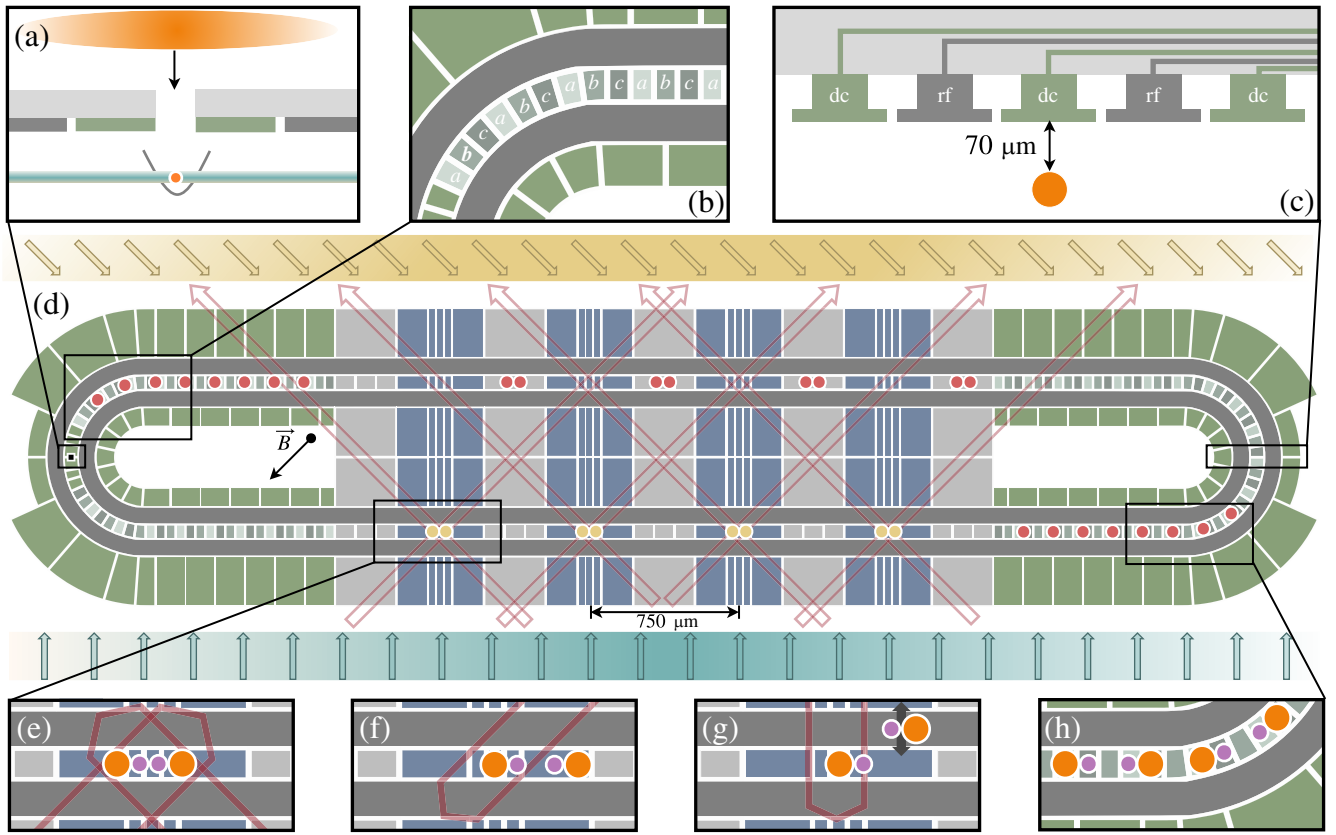 (a)
(b)
a b c a b c a b c a b c a
(c)
dc rf dc rf dc
70 μm
(d)
B
750 μm
(e)
(f)
(g)
(h)